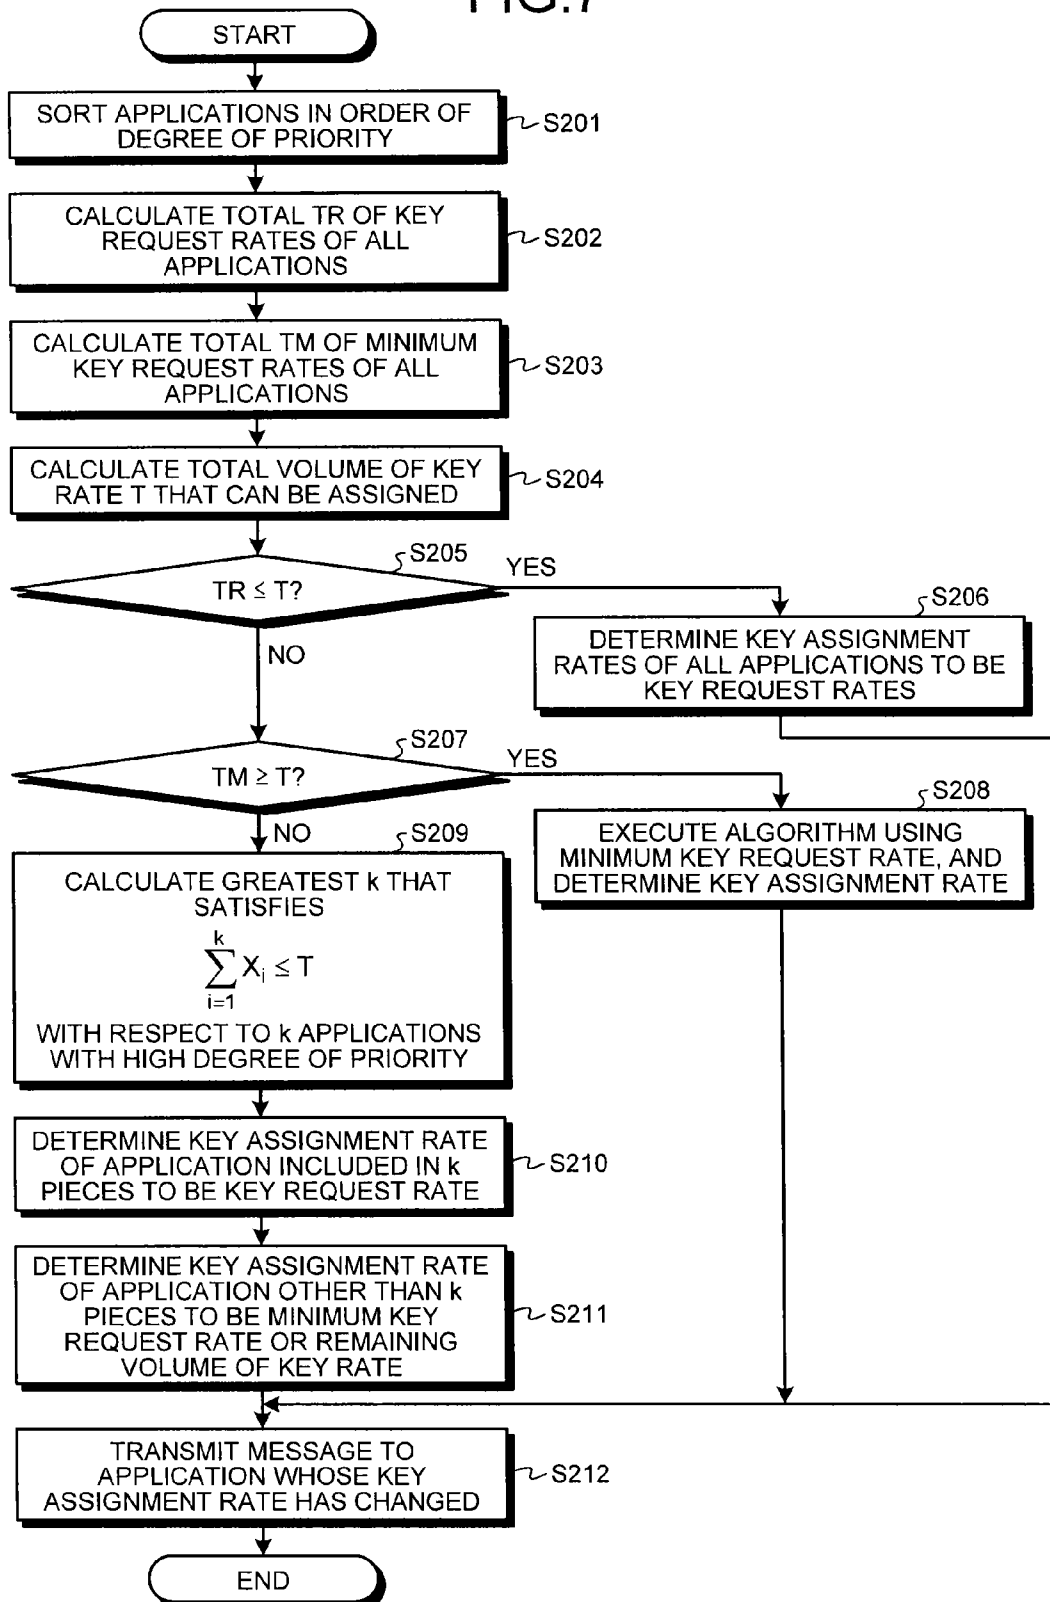 FIG.7
START
SORT APPLICATIONS IN ORDER OF
DEGREE OF PRIORITY
S201
CALCULATE TOTAL TR OF KEY
REQUEST RATES OF ALL
APPLICATIONS
S202
CALCULATE TOTAL TM OF MINIMUM
KEY REQUEST RATES OF ALL
APPLICATIONS
S203
CALCULATE TOTAL VOLUME OF KEY
RATE T THAT CAN BE ASSIGNED
S204
S205
TR ≤ T?
YES
NO
S206
DETERMINE KEY ASSIGNMENT
RATES OF ALL APPLICATIONS TO BE
KEY REQUEST RATES
S207
TM ≥ T?
YES
NO
S208
EXECUTE ALGORITHM USING
MINIMUM KEY REQUEST RATE, AND
DETERMINE KEY ASSIGNMENT RATE
S209
CALCULATE GREATEST k THAT
SATISFIES
k
∑ Xi ≤ T
i=1
WITH RESPECT TO k APPLICATIONS
WITH HIGH DEGREE OF PRIORITY
DETERMINE KEY ASSIGNMENT RATE
OF APPLICATION INCLUDED IN k
PIECES TO BE KEY REQUEST RATE
S210
DETERMINE KEY ASSIGNMENT RATE
OF APPLICATION OTHER THAN k
PIECES TO BE MINIMUM KEY
REQUEST RATE OR REMAINING
VOLUME OF KEY RATE
S211
TRANSMIT MESSAGE TO
APPLICATION WHOSE KEY
ASSIGNMENT RATE HAS CHANGED
S212
END